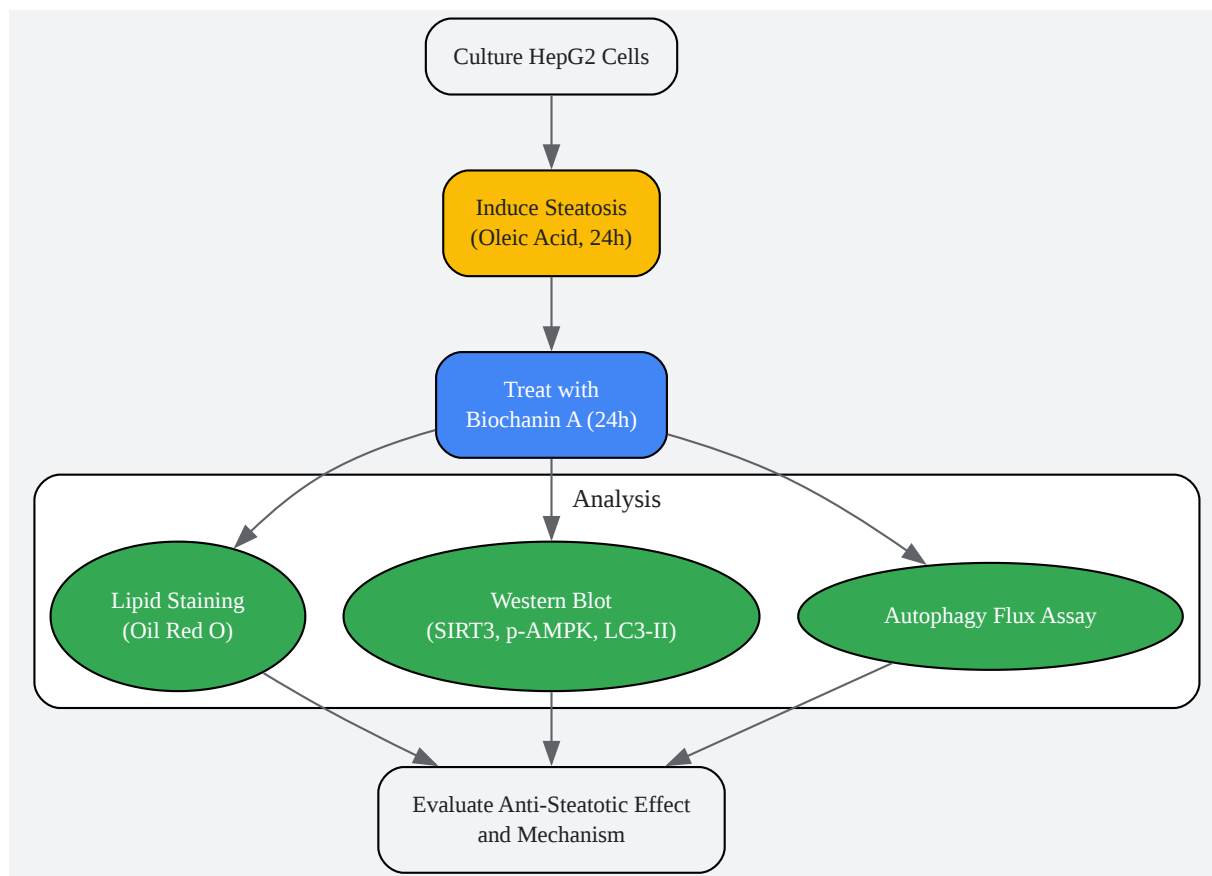 Culture HepG2 Cells
Induce Steatosis
(Oleic Acid, 24h)
Treat with
Biochanin A (24h)
Analysis
Lipid Staining
(Oil Red O)
Western Blot
(SIRT3, p-AMPK, LC3-II)
Autophagy Flux Assay
Evaluate Anti-Steatotic Effect
and Mechanism